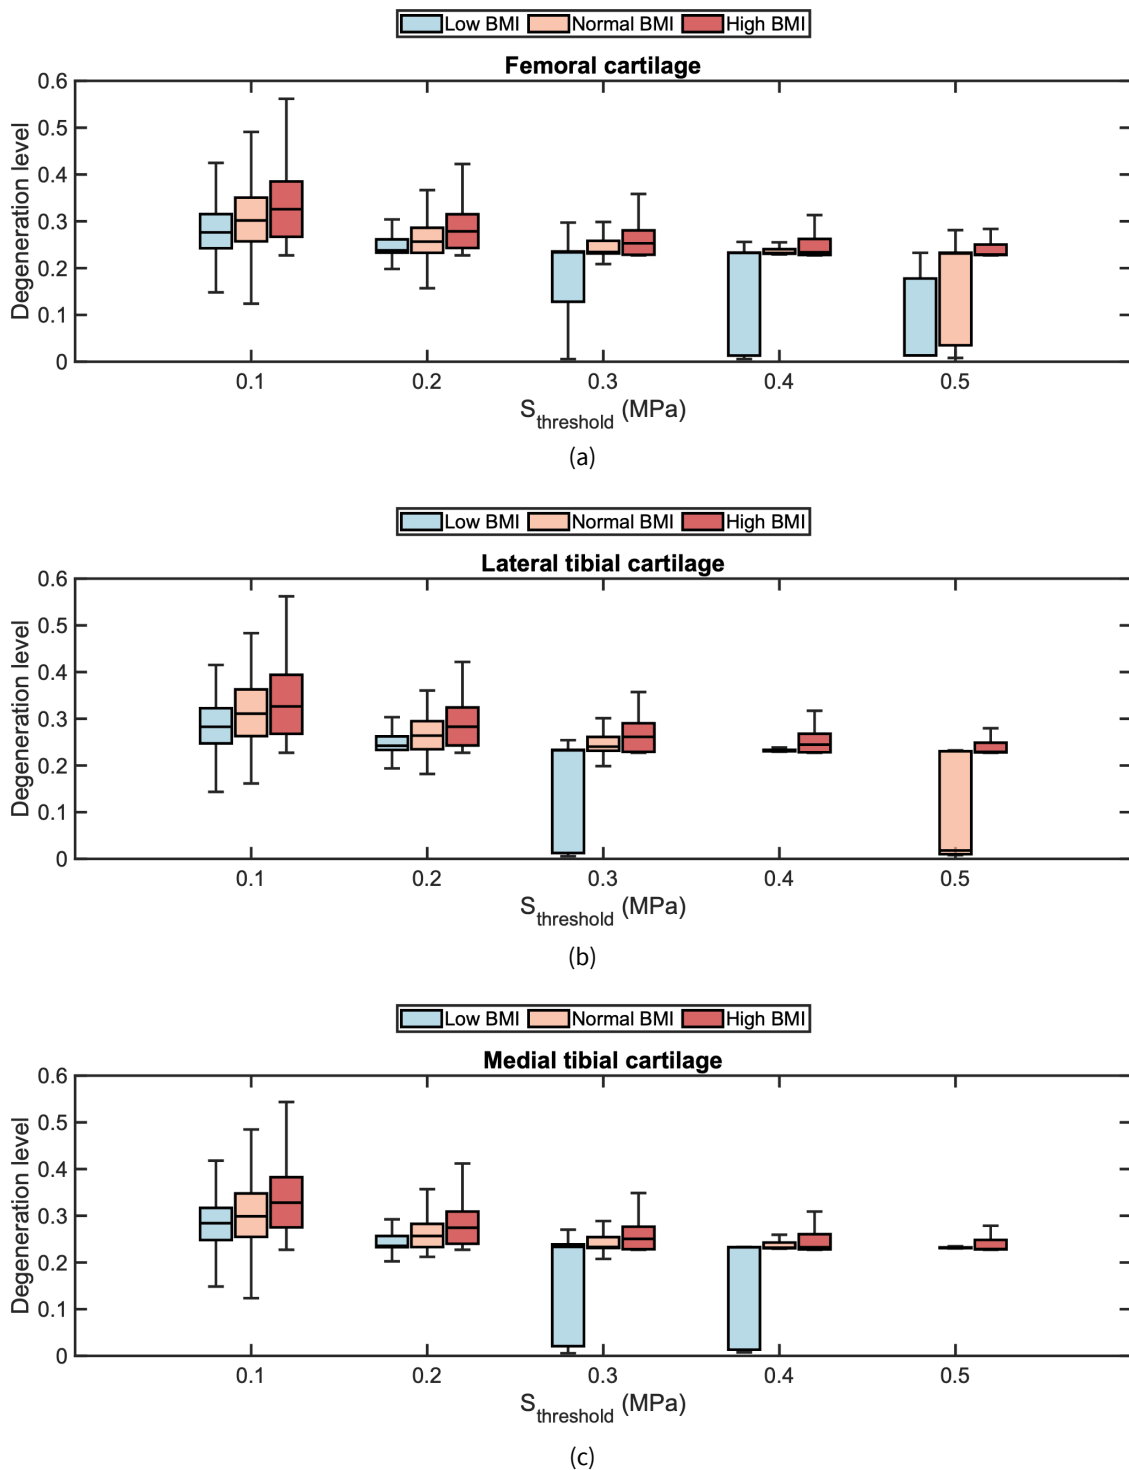 Low BMI Normal BMI High BMI
Femoral cartilage
Degeneration level
0.6
0.5
0.4
0.3
0.2
0.1
0
0.1 0.2 0.3 0.4 0.5
S_threshold (MPa)
(a)
Low BMI Normal BMI High BMI
Lateral tibial cartilage
Degeneration level
0.6
0.5
0.4
0.3
0.2
0.1
0
0.1 0.2 0.3 0.4 0.5
S_threshold (MPa)
(b)
Low BMI Normal BMI High BMI
Medial tibial cartilage
Degeneration level
0.6
0.5
0.4
0.3
0.2
0.1
0
0.1 0.2 0.3 0.4 0.5
S_threshold (MPa)
(c)